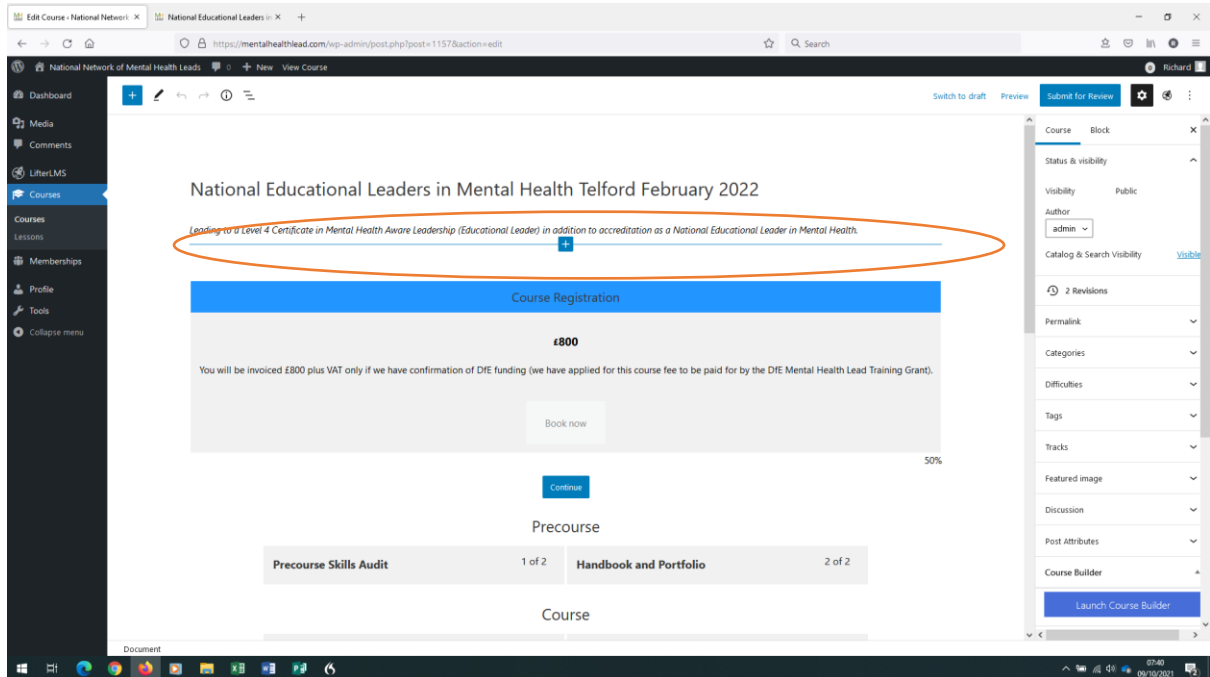 Edit Course ‹ National Network
National Educational Leaders in
https://mentalhealthlead.com/wp-admin/post.php?post=1157&action=edit
Search
National Network of Mental Health Leads 0 New View Course
Richard
Dashboard
Media
Comments
LifterLMS
Courses
Courses
Lessons
Memberships
Profile
Tools
Collapse menu
Switch to draft Preview Submit for Review
National Educational Leaders in Mental Health Telford February 2022
Leading to a Level 4 Certificate in Mental Health Aware Leadership (Educational Leader) in addition to accreditation as a National Educational Leader in Mental Health.
Course Registration
£800
You will be invoiced £800 plus VAT only if we have confirmation of DfE funding (we have applied for this course fee to be paid for by the DfE Mental Health Lead Training Grant).
Book now
50%
Continue
Precourse
Precourse Skills Audit 1 of 2 Handbook and Portfolio 2 of 2
Course
Course Block
Status & visibility
Visibility Public
Author
admin
Catalog & Search Visibility Visible
2 Revisions
Permalink
Categories
Difficulties
Tags
Tracks
Featured image
Discussion
Post Attributes
Course Builder
Launch Course Builder
Document
07:40
09/10/2021